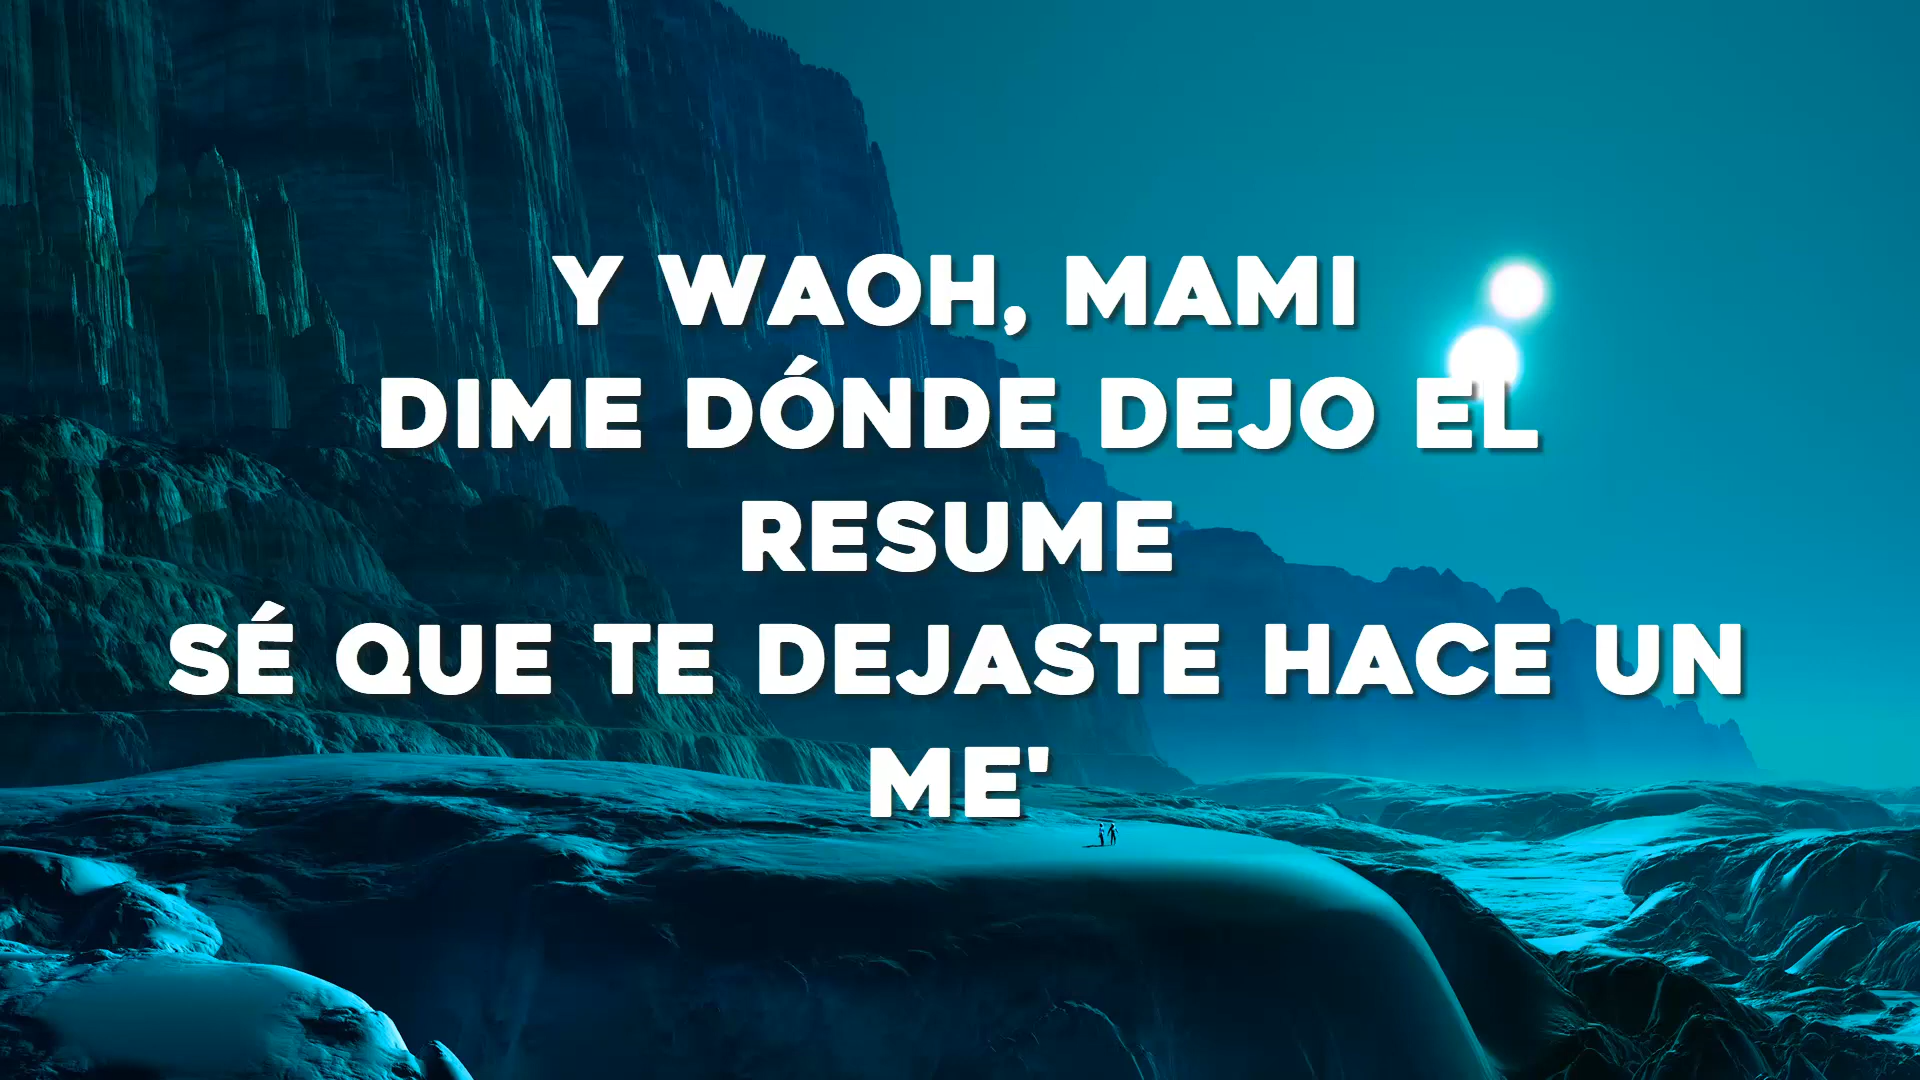 Y WAOH, MAMI
DIME DÓNDE DEJO EL
RESUME
SÉ QUE TE DEJASTE HACE UN
ME'